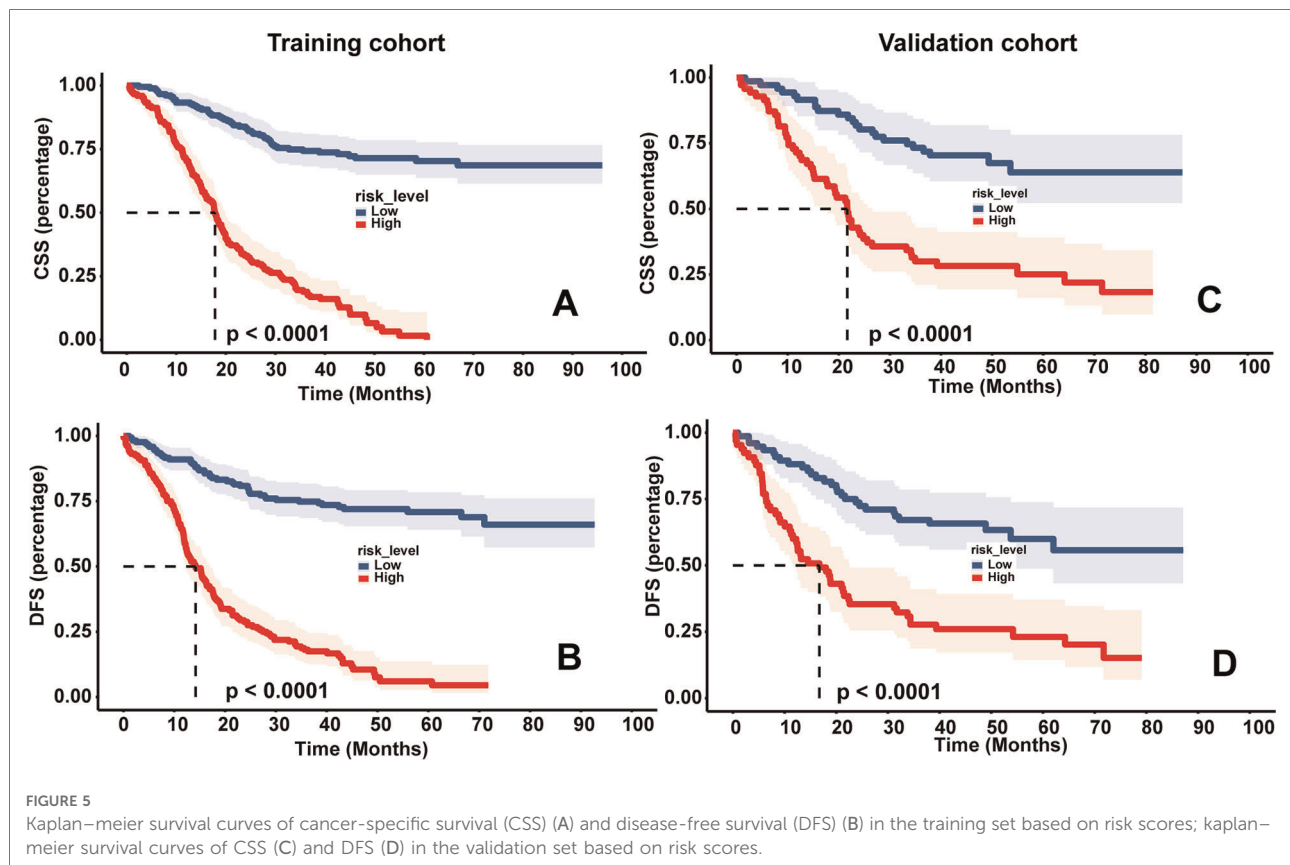 Training cohort
Validation cohort
1.00
0.75
0.50
0.25
0.00
CSS (percentage)
risk_level
Low
High
A
p < 0.0001
0 10 20 30 40 50 60 70 80 90 100
Time (Months)
1.00
0.75
0.50
0.25
0.00
CSS (percentage)
risk_level
Low
High
C
p < 0.0001
0 10 20 30 40 50 60 70 80 90 100
Time (Months)
1.00
0.75
0.50
0.25
0.00
DFS (percentage)
risk_level
Low
High
B
p < 0.0001
0 10 20 30 40 50 60 70 80 90 100
Time (Months)
1.00
0.75
0.50
0.25
0.00
DFS (percentage)
risk_level
Low
High
D
p < 0.0001
0 10 20 30 40 50 60 70 80 90 100
Time (Months)
FIGURE 5
Kaplan–meier survival curves of cancer-specific survival (CSS) (A) and disease-free survival (DFS) (B) in the training set based on risk scores; kaplan–
meier survival curves of CSS (C) and DFS (D) in the validation set based on risk scores.